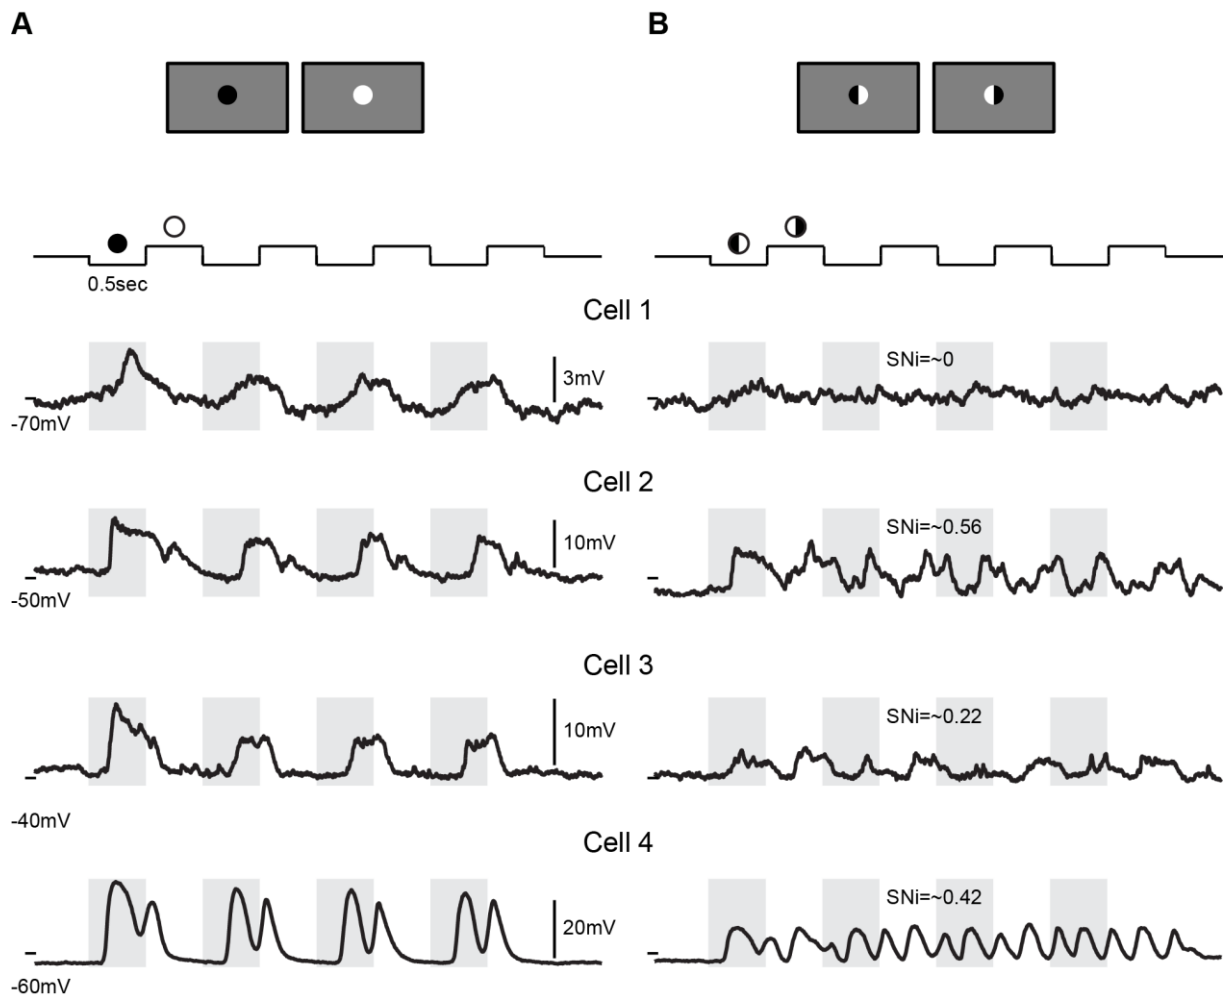 A
B
0.5sec
Cell 1
3mV
-70mV
SNi=~0
Cell 2
10mV
-50mV
SNi=~0.56
Cell 3
10mV
-40mV
SNi=~0.22
Cell 4
20mV
-60mV
SNi=~0.42